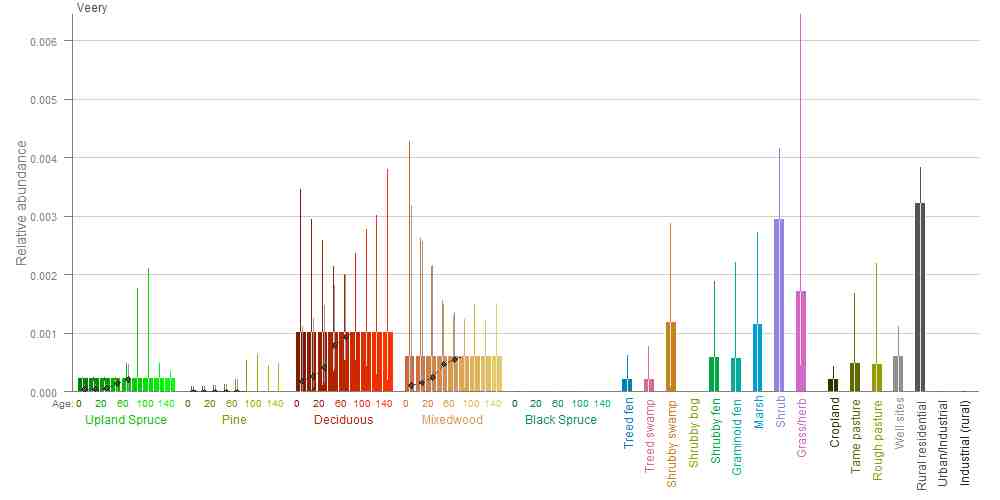 Veery
0.006
0.005
0.004
0.003
0.002
0.001
0.000
Relative abundance
Age: 0 20 60 100 140 0 20 60 100 140 0 20 60 100 140 0 20 60 100 140 0 20 60 100 140
Upland Spruce Pine Deciduous Mixedwood Black Spruce
Treed fen
Treed swamp
Shrubby swamp
Shrubby bog
Shrubby fen
Graminoid fen
Marsh
Shrub
Grass/herb
Cropland
Tame pasture
Rough pasture
Well sites
Rural residential
Urban/Industrial
Industrial (rural)